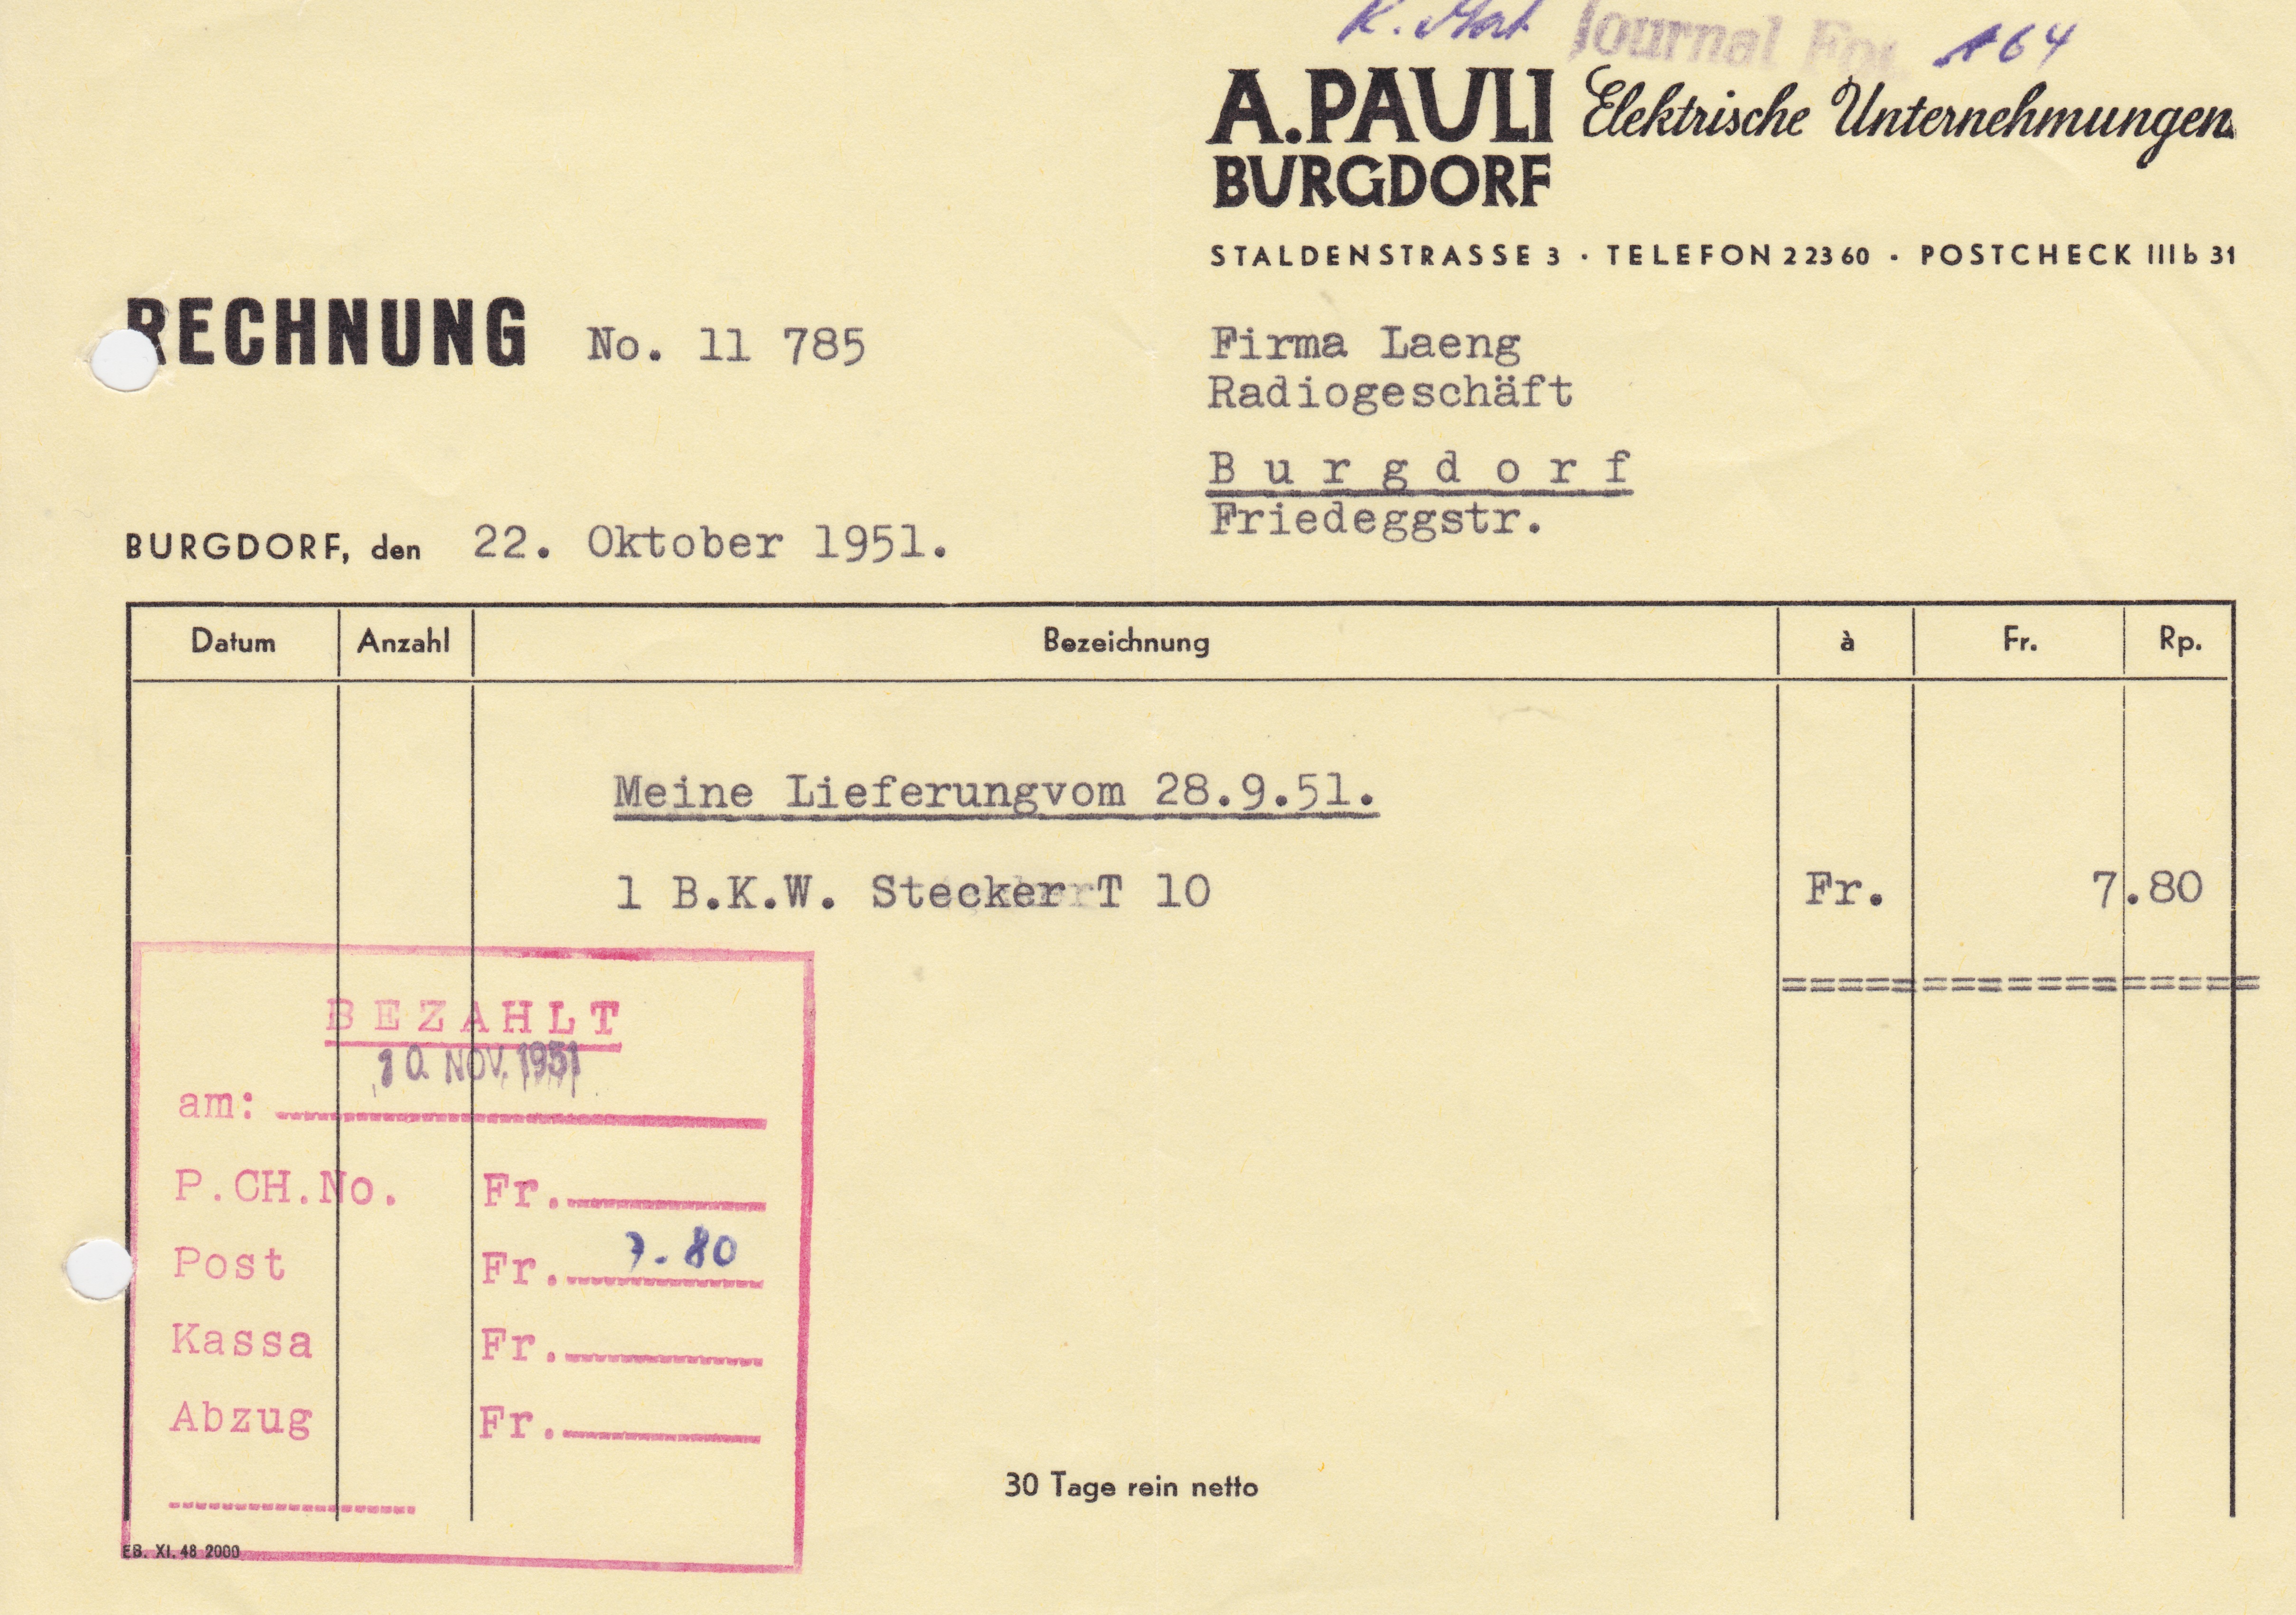 Journal 164
A. PAULI Elektrische Unternehmungen
BURGDORF
STALDENSTRASSE 3 · TELEFON 2 23 60 · POSTCHECK IIIb 31
RECHNUNG No. 11 785
Firma Laeng
Radiogeschäft
Burgdorf
Friedeggstr.
BURGDORF, den 22. Oktober 1951.
Datum Anzahl Bezeichnung à Fr. Rp.
Meine Lieferungvom 28.9.51.
1 B.K.W. Stecker T 10 Fr. 7.80
==================
BEZAHLT
10. NOV. 1951
am:
P.CH.No. Fr.
Post Fr. 7.80
Kassa Fr.
Abzug Fr.
30 Tage rein netto
EB. XI. 48 2000